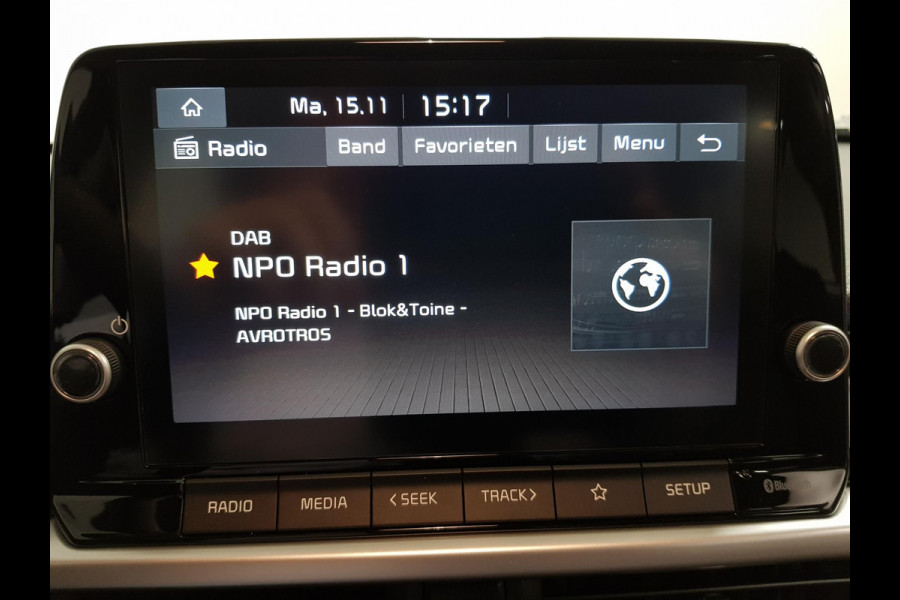 Ma, 15.11 15:17
Radio Band Favorieten Lijst Menu
DAB
NPO Radio 1
NPO Radio 1 - Blok&Toine -
AVROTROS
RADIO MEDIA <SEEK TRACK> SETUP